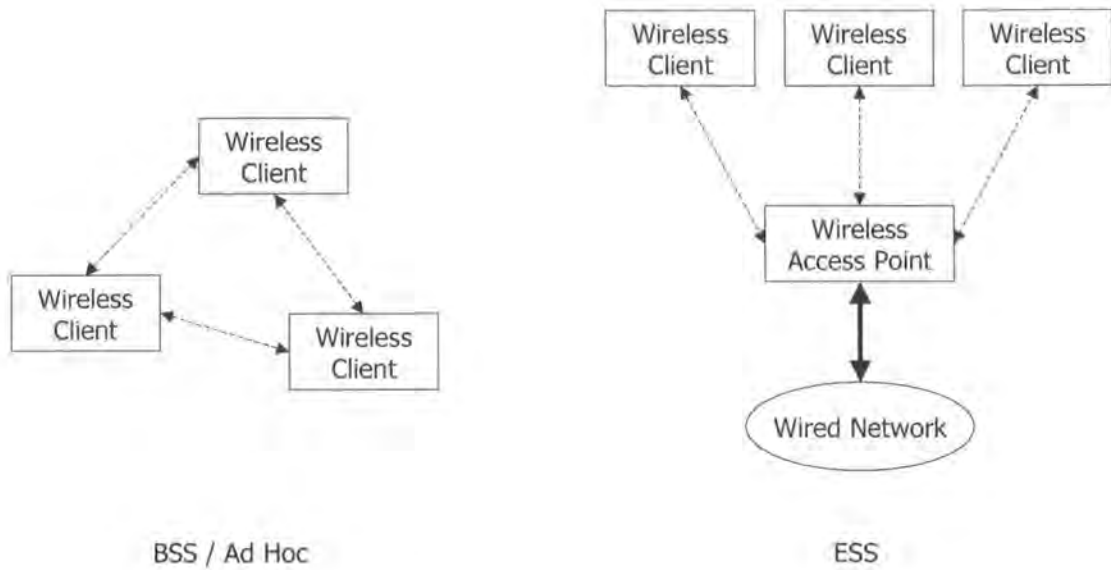 Wireless
Client
Wireless
Client
Wireless
Client
BSS / Ad Hoc
Wireless
Client
Wireless
Client
Wireless
Client
Wireless
Access Point
Wired Network
ESS